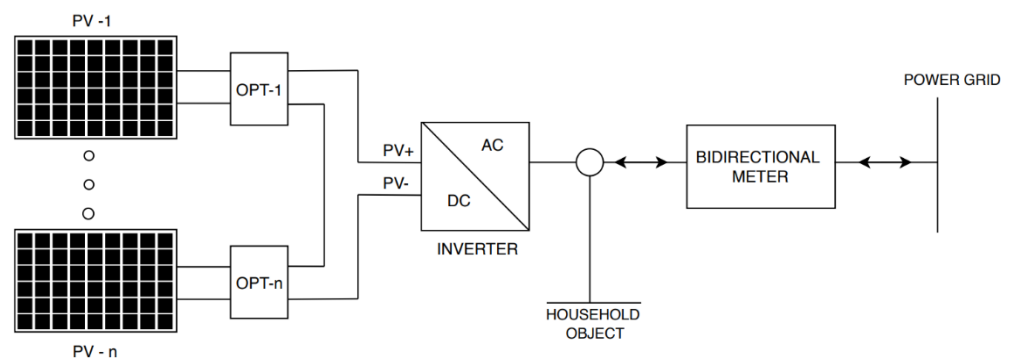 PV -1
OPT-1
POWER GRID
PV+
AC
BIDIRECTIONAL
METER
PV-
DC
INVERTER
OPT-n
HOUSEHOLD
OBJECT
PV - n